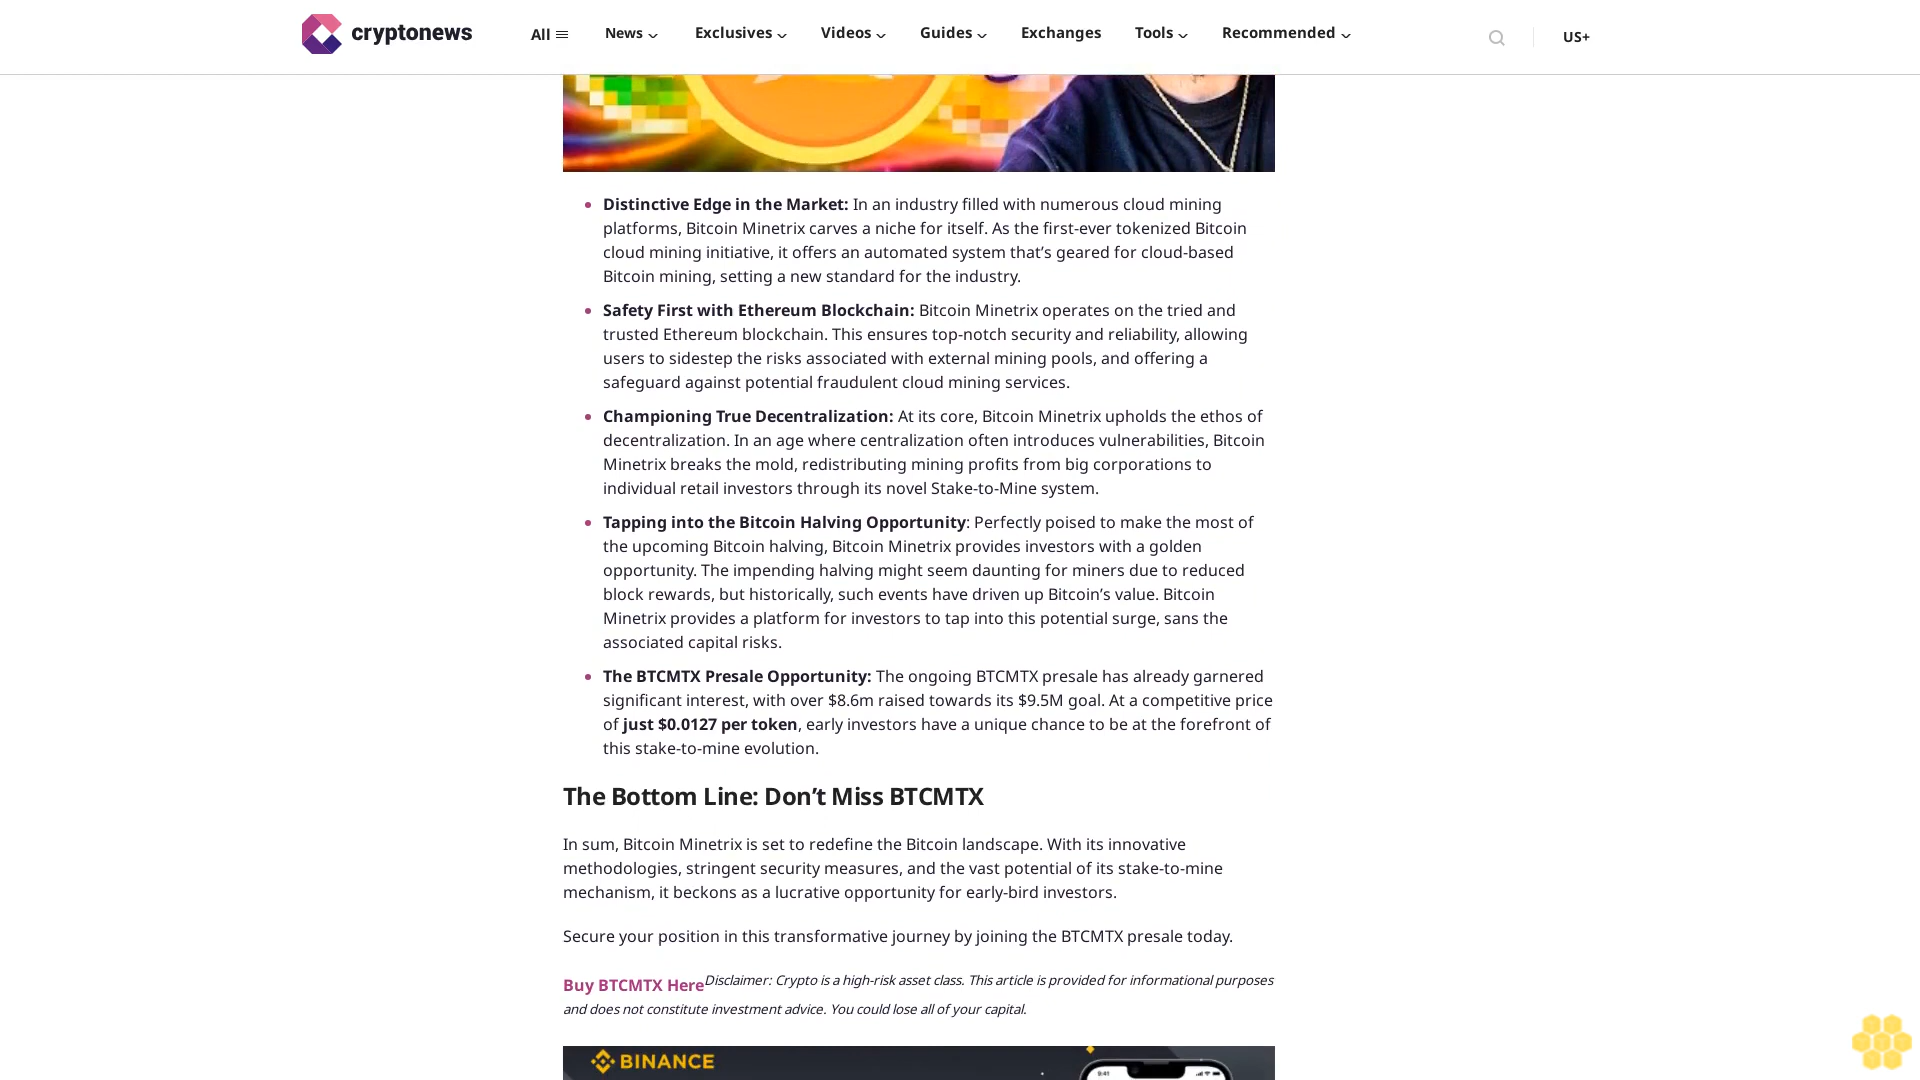 cryptonews
All
News
Exclusives
Videos
Guides
Exchanges
Tools
Recommended
US+
Distinctive Edge in the Market: In an industry filled with numerous cloud mining
platforms, Bitcoin Minetrix carves a niche for itself. As the first-ever tokenized Bitcoin
cloud mining initiative, it offers an automated system that’s geared for cloud-based
Bitcoin mining, setting a new standard for the industry.
Safety First with Ethereum Blockchain: Bitcoin Minetrix operates on the tried and
trusted Ethereum blockchain. This ensures top-notch security and reliability, allowing
users to sidestep the risks associated with external mining pools, and offering a
safeguard against potential fraudulent cloud mining services.
Championing True Decentralization: At its core, Bitcoin Minetrix upholds the ethos of
decentralization. In an age where centralization often introduces vulnerabilities, Bitcoin
Minetrix breaks the mold, redistributing mining profits from big corporations to
individual retail investors through its novel Stake-to-Mine system.
Tapping into the Bitcoin Halving Opportunity: Perfectly poised to make the most of
the upcoming Bitcoin halving, Bitcoin Minetrix provides investors with a golden
opportunity. The impending halving might seem daunting for miners due to reduced
block rewards, but historically, such events have driven up Bitcoin’s value. Bitcoin
Minetrix provides a platform for investors to tap into this potential surge, sans the
associated capital risks.
The BTCMTX Presale Opportunity: The ongoing BTCMTX presale has already garnered
significant interest, with over $8.6m raised towards its $9.5M goal. At a competitive price
of just $0.0127 per token, early investors have a unique chance to be at the forefront of
this stake-to-mine evolution.
The Bottom Line: Don’t Miss BTCMTX
In sum, Bitcoin Minetrix is set to redefine the Bitcoin landscape. With its innovative
methodologies, stringent security measures, and the vast potential of its stake-to-mine
mechanism, it beckons as a lucrative opportunity for early-bird investors.
Secure your position in this transformative journey by joining the BTCMTX presale today.
Buy BTCMTX Here Disclaimer: Crypto is a high-risk asset class. This article is provided for informational purposes
and does not constitute investment advice. You could lose all of your capital.
BINANCE
9:41